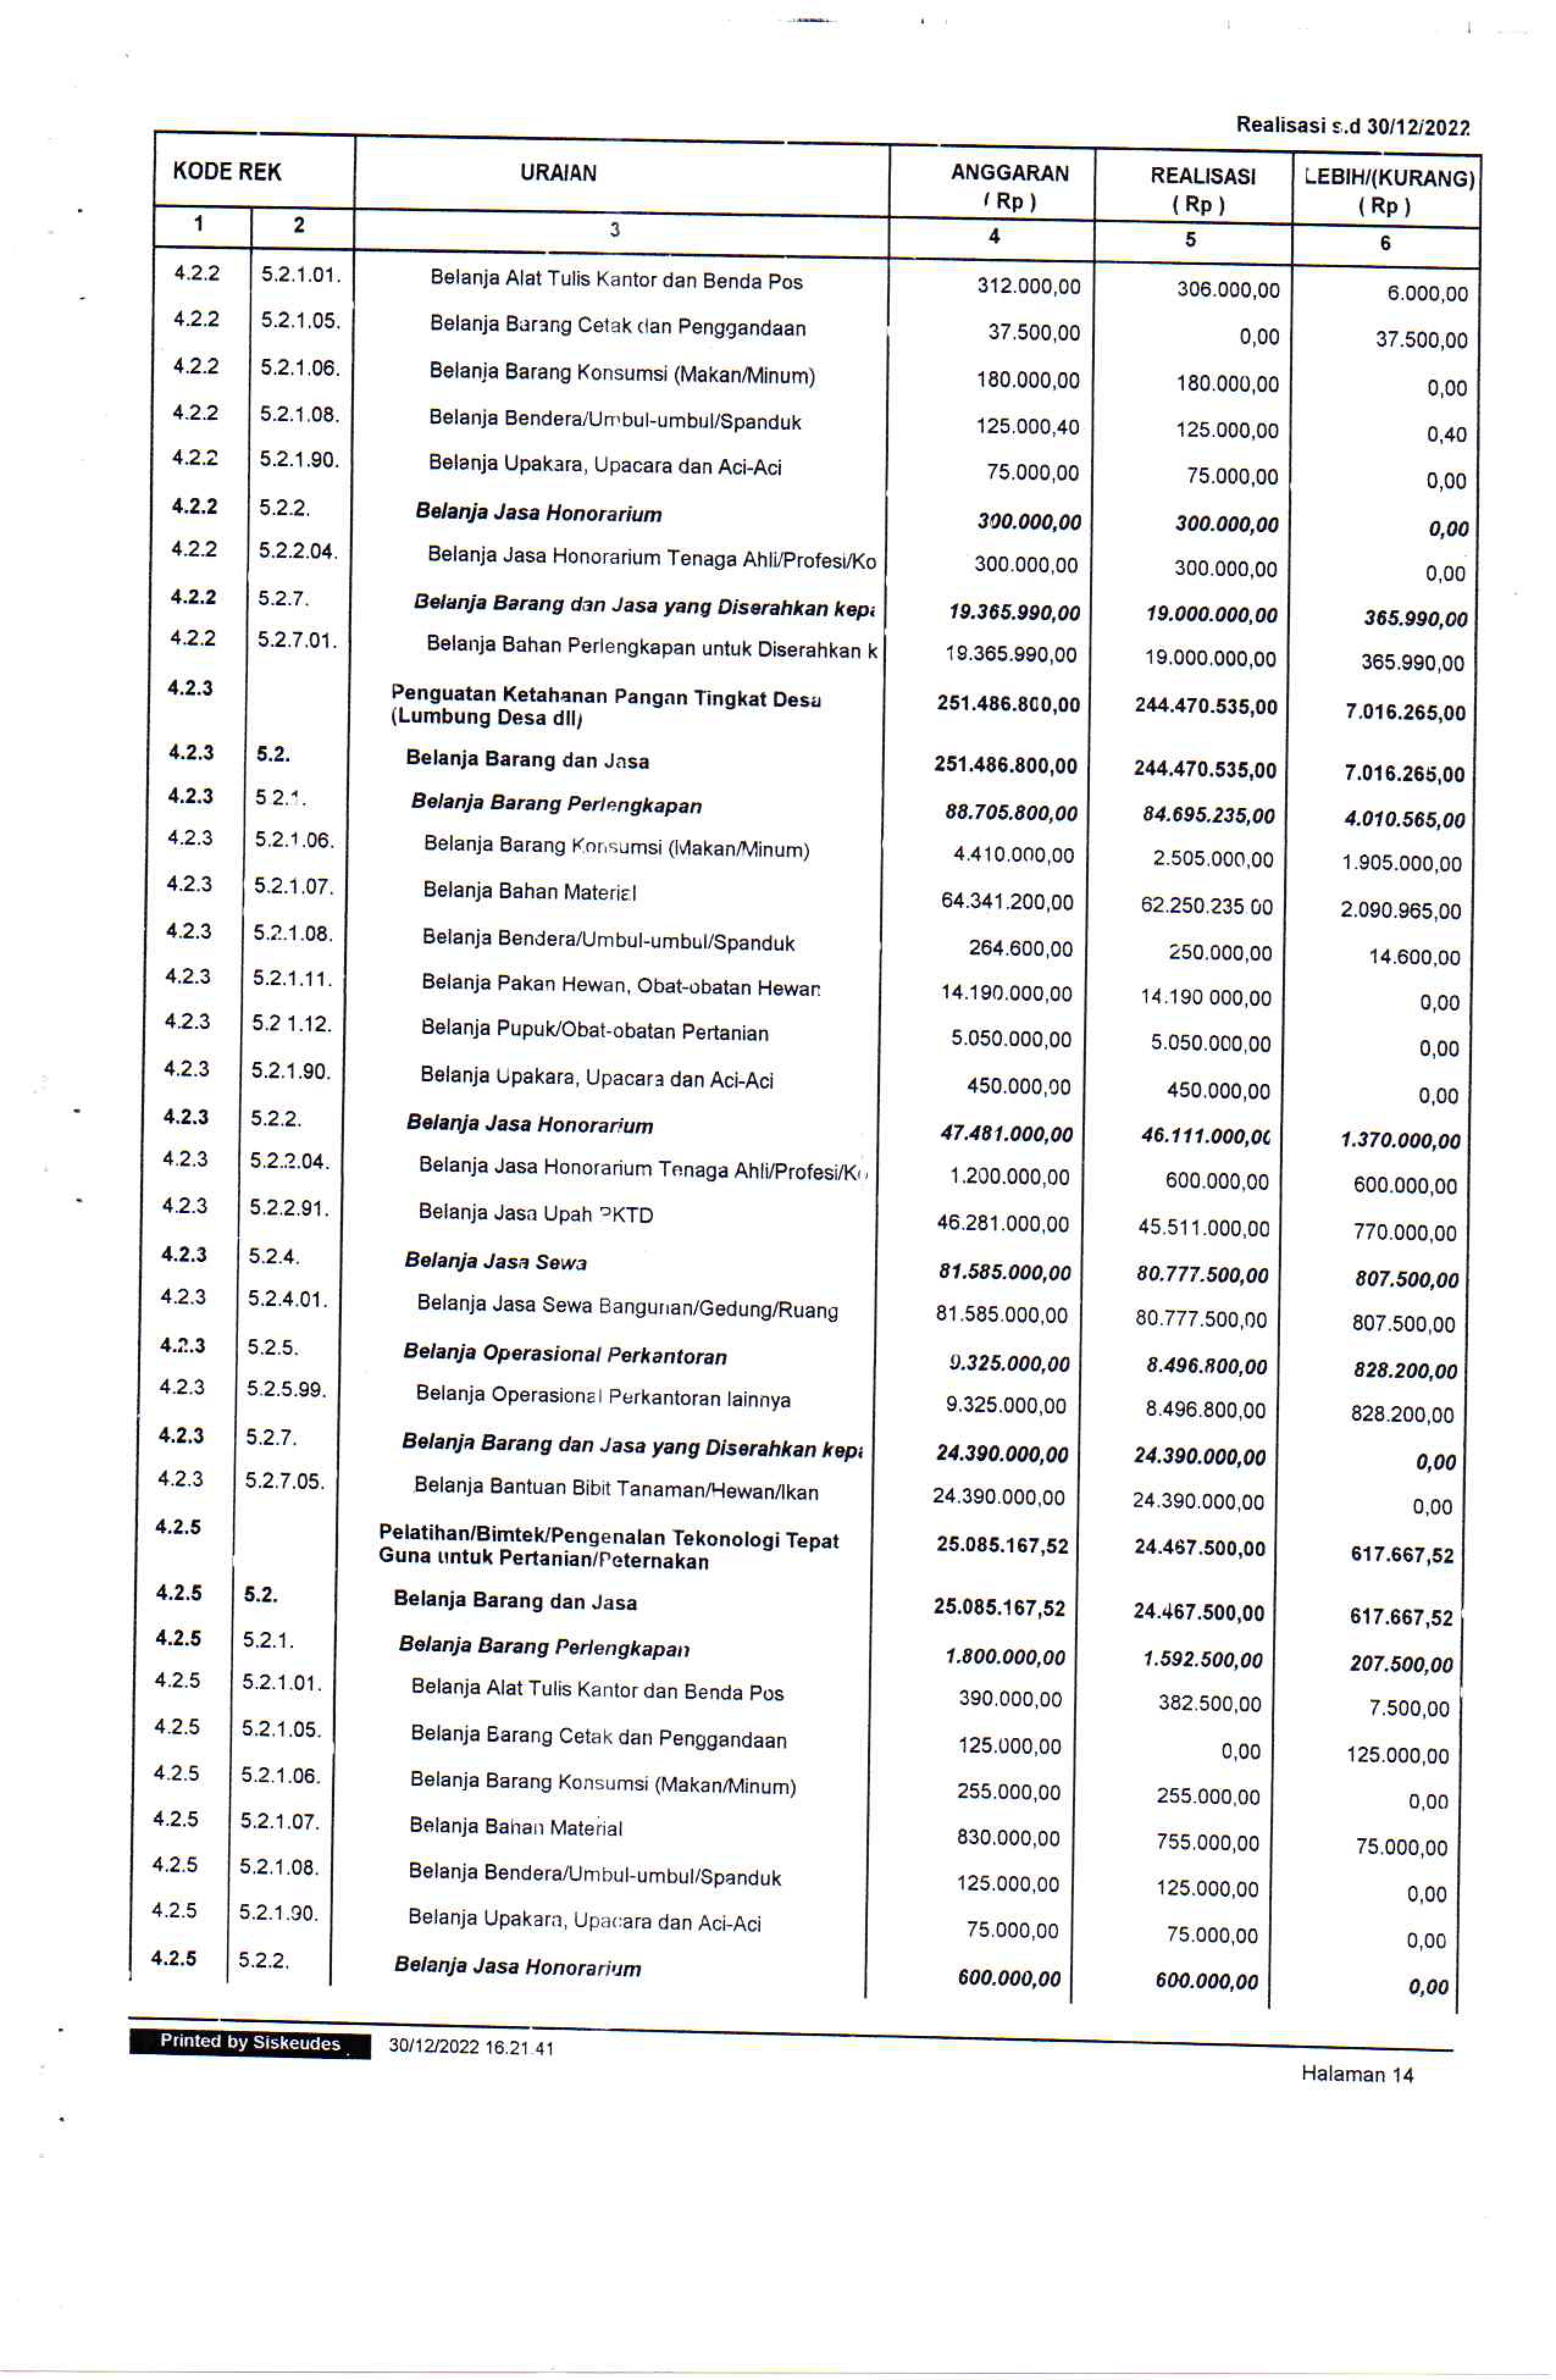 Realisasi s.d 30/12/2022
KODE REK URAIAN ANGGARAN REALISASI LEBIH/(KURANG)
( Rp ) ( Rp ) ( Rp )
1 2 3 4 5 6
4.2.2 5.2.1.01. Belanja Alat Tulis Kantor dan Benda Pos 312.000,00 306.000,00 6.000,00
4.2.2 5.2.1.05. Belanja Barang Cetak dan Penggandaan 37.500,00 0,00 37.500,00
4.2.2 5.2.1.06. Belanja Barang Konsumsi (Makan/Minum) 180.000,00 180.000,00 0,00
4.2.2 5.2.1.08. Belanja Bendera/Umbul-umbul/Spanduk 125.000,40 125.000,00 0,40
4.2.2 5.2.1.90. Belanja Upakara, Upacara dan Aci-Aci 75.000,00 75.000,00 0,00
4.2.2 5.2.2. Belanja Jasa Honorarium 300.000,00 300.000,00 0,00
4.2.2 5.2.2.04. Belanja Jasa Honorarium Tenaga Ahli/Profesi/Ko 300.000,00 300.000,00 0,00
4.2.2 5.2.7. Belanja Barang dan Jasa yang Diserahkan kepa 19.365.990,00 19.000.000,00 365.990,00
4.2.2 5.2.7.01. Belanja Bahan Perlengkapan untuk Diserahkan k 19.365.990,00 19.000.000,00 365.990,00
4.2.3 Penguatan Ketahanan Pangan Tingkat Desa 251.486.800,00 244.470.535,00 7.016.265,00
(Lumbung Desa dll)
4.2.3 5.2. Belanja Barang dan Jasa 251.486.800,00 244.470.535,00 7.016.265,00
4.2.3 5.2.1. Belanja Barang Perlengkapan 88.705.800,00 84.695.235,00 4.010.565,00
4.2.3 5.2.1.06. Belanja Barang Konsumsi (Makan/Minum) 4.410.000,00 2.505.000,00 1.905.000,00
4.2.3 5.2.1.07. Belanja Bahan Material 64.341.200,00 62.250.235,00 2.090.965,00
4.2.3 5.2.1.08. Belanja Bendera/Umbul-umbul/Spanduk 264.600,00 250.000,00 14.600,00
4.2.3 5.2.1.11. Belanja Pakan Hewan, Obat-obatan Hewan 14.190.000,00 14.190.000,00 0,00
4.2.3 5.2.1.12. Belanja Pupuk/Obat-obatan Pertanian 5.050.000,00 5.050.000,00 0,00
4.2.3 5.2.1.90. Belanja Upakara, Upacara dan Aci-Aci 450.000,00 450.000,00 0,00
4.2.3 5.2.2. Belanja Jasa Honorarium 47.481.000,00 46.111.000,00 1.370.000,00
4.2.3 5.2.2.04. Belanja Jasa Honorarium Tenaga Ahli/Profesi/Ko 1.200.000,00 600.000,00 600.000,00
4.2.3 5.2.2.91. Belanja Jasa Upah PKTD 46.281.000,00 45.511.000,00 770.000,00
4.2.3 5.2.4. Belanja Jasa Sewa 81.585.000,00 80.777.500,00 807.500,00
4.2.3 5.2.4.01. Belanja Jasa Sewa Bangunan/Gedung/Ruang 81.585.000,00 80.777.500,00 807.500,00
4.2.3 5.2.5. Belanja Operasional Perkantoran 9.325.000,00 8.496.800,00 828.200,00
4.2.3 5.2.5.99. Belanja Operasional Perkantoran lainnya 9.325.000,00 8.496.800,00 828.200,00
4.2.3 5.2.7. Belanja Barang dan Jasa yang Diserahkan kepa 24.390.000,00 24.390.000,00 0,00
4.2.3 5.2.7.05. Belanja Bantuan Bibit Tanaman/Hewan/Ikan 24.390.000,00 24.390.000,00 0,00
4.2.5 Pelatihan/Bimtek/Pengenalan Tekonologi Tepat 25.085.167,52 24.467.500,00 617.667,52
Guna untuk Pertanian/Peternakan
4.2.5 5.2. Belanja Barang dan Jasa 25.085.167,52 24.467.500,00 617.667,52
4.2.5 5.2.1. Belanja Barang Perlengkapan 1.800.000,00 1.592.500,00 207.500,00
4.2.5 5.2.1.01. Belanja Alat Tulis Kantor dan Benda Pos 390.000,00 382.500,00 7.500,00
4.2.5 5.2.1.05. Belanja Barang Cetak dan Penggandaan 125.000,00 0,00 125.000,00
4.2.5 5.2.1.06. Belanja Barang Konsumsi (Makan/Minum) 255.000,00 255.000,00 0,00
4.2.5 5.2.1.07. Belanja Bahan Material 830.000,00 755.000,00 75.000,00
4.2.5 5.2.1.08. Belanja Bendera/Umbul-umbul/Spanduk 125.000,00 125.000,00 0,00
4.2.5 5.2.1.90. Belanja Upakara, Upacara dan Aci-Aci 75.000,00 75.000,00 0,00
4.2.5 5.2.2. Belanja Jasa Honorarium 600.000,00 600.000,00 0,00
Printed by Siskeudes 30/12/2022 16.21.41
Halaman 14